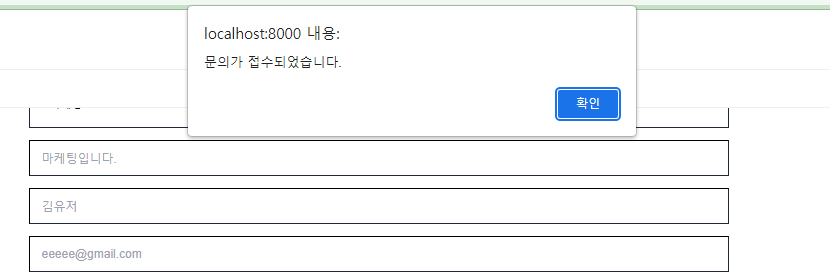 localhost:8000 내용:
문의가 접수되었습니다.
확인
마케팅입니다.
김유저
eeeee@gmail.com